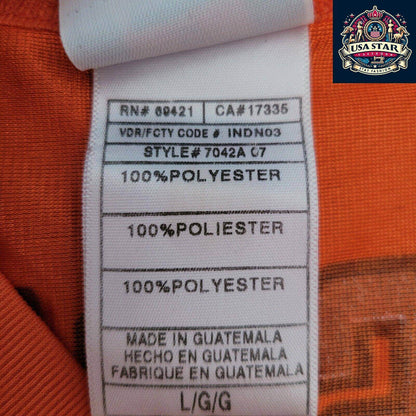 USA STAR
RN# 69421 CA#17335
VDR/FCTY CODE # INDN03
STYLE# 7042A 07
100%POLYESTER
100%POLIESTER
100%POLYESTER
MADE IN GUATEMALA
HECHO EN GUATEMALA
FABRIQUE EN GUATEMALA
L/G/G